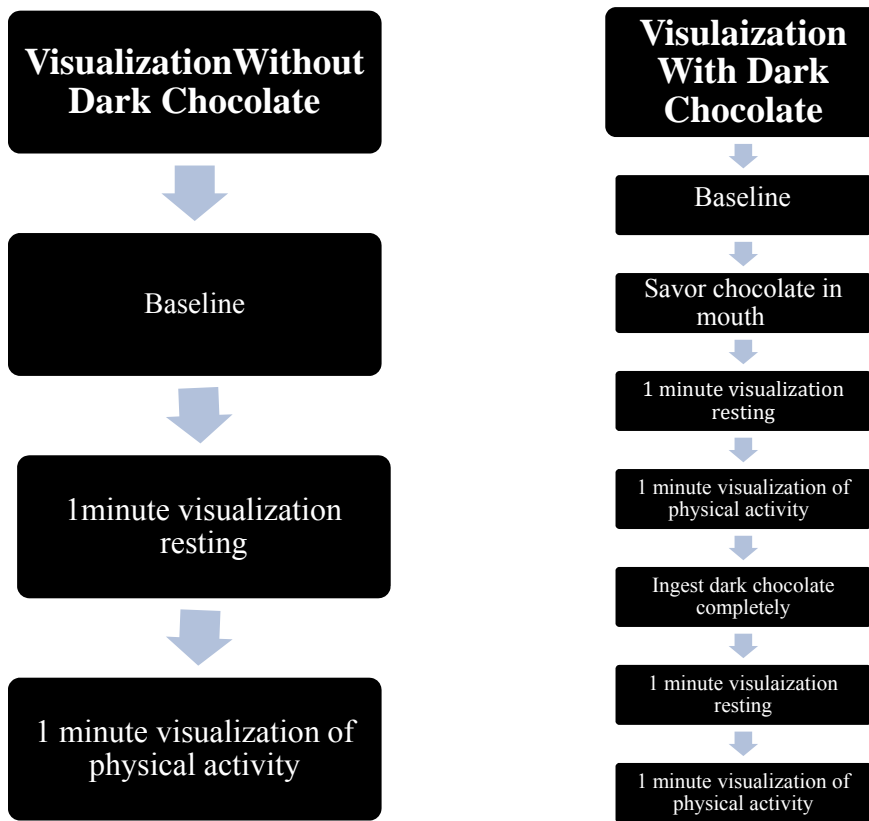 VisualizationWithout
Dark Chocolate
Baseline
1minute visualization
resting
1 minute visualization of
physical activity
Visulaization
With Dark
Chocolate
Baseline
Savor chocolate in
mouth
1 minute visualization
resting
1 minute visualization of
physical activity
Ingest dark chocolate
completely
1 minute visulaization
resting
1 minute visualization of
physical activity